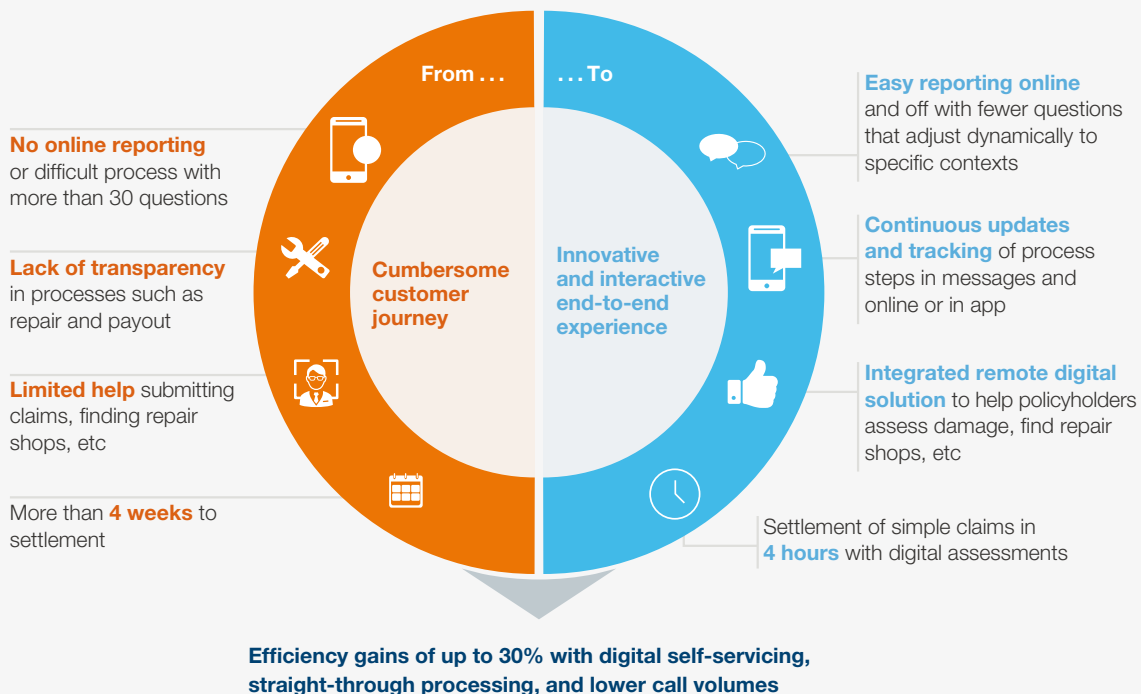 From . . .
. . . To
No online reporting
or difficult process with
more than 30 questions
Lack of transparency
in processes such as
repair and payout
Limited help submitting
claims, finding repair
shops, etc
More than 4 weeks to
settlement
Cumbersome
customer
journey
Innovative
and interactive
end-to-end
experience
Easy reporting online
and off with fewer questions
that adjust dynamically to
specific contexts
Continuous updates
and tracking of process
steps in messages and
online or in app
Integrated remote digital
solution to help policyholders
assess damage, find repair
shops, etc
Settlement of simple claims in
4 hours with digital assessments
Efficiency gains of up to 30% with digital self-servicing,
straight-through processing, and lower call volumes